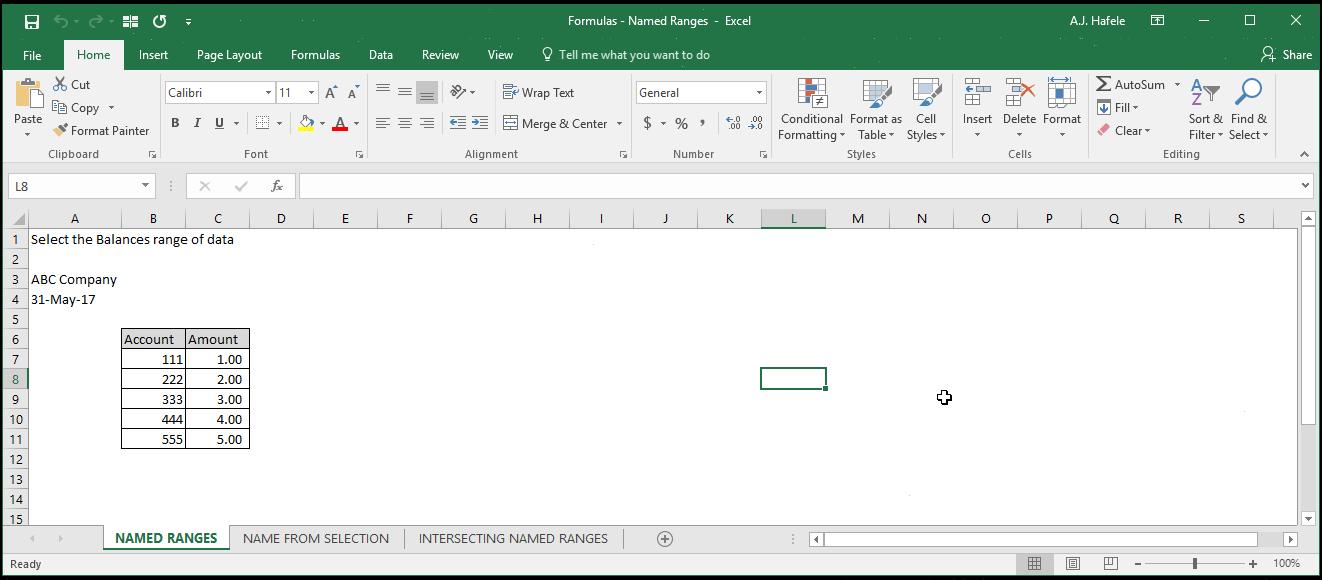 Formulas - Named Ranges - Excel
A.J. Hafele
File Home Insert Page Layout Formulas Data Review View Tell me what you want to do Share
Paste
Cut
Copy
Format Painter
Clipboard
Calibri 11
B I U
Font
Wrap Text
Merge & Center
Alignment
General
$ % ,
Number
Conditional Formatting
Format as Table
Cell Styles
Styles
Insert Delete Format
Cells
AutoSum
Fill
Clear
Sort & Filter
Find & Select
Editing
L8 fx
A B C D E F G H I J K L M N O P Q R S
1 Select the Balances range of data
2
3 ABC Company
4 31-May-17
5
6 Account Amount
7 111 1.00
8 222 2.00
9 333 3.00
10 444 4.00
11 555 5.00
12
13
14
15
NAMED RANGES NAME FROM SELECTION INTERSECTING NAMED RANGES
Ready 100%